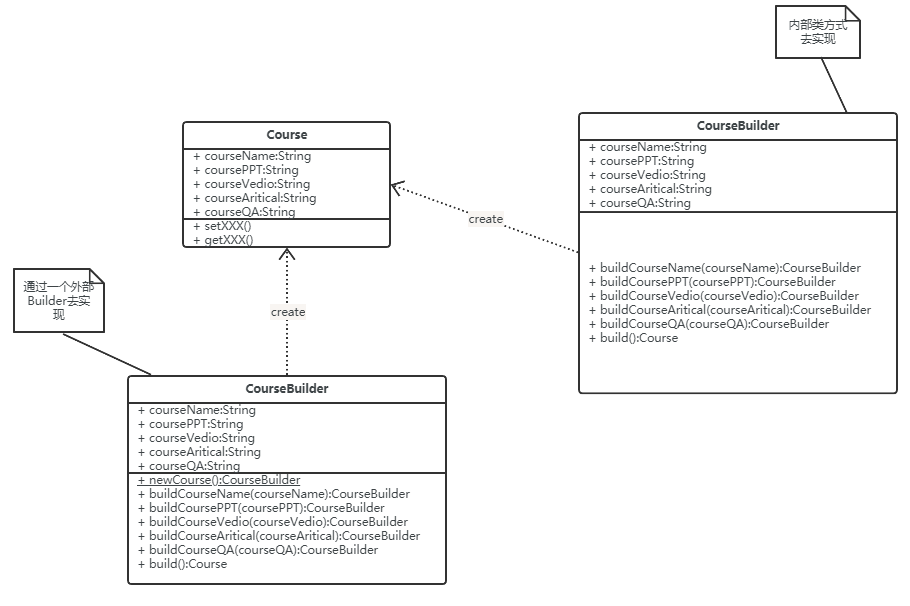 内部类方式
去实现
Course
+ courseName:String
+ coursePPT:String
+ courseVedio:String
+ courseAritical:String
+ courseQA:String
+ setXXX()
+ getXXX()
CourseBuilder
+ courseName:String
+ coursePPT:String
+ courseVedio:String
+ courseAritical:String
+ courseQA:String
+ buildCourseName(courseName):CourseBuilder
+ buildCoursePPT(coursePPT):CourseBuilder
+ buildCourseVedio(courseVedio):CourseBuilder
+ buildCourseAritical(courseAritical):CourseBuilder
+ buildCourseQA(courseQA):CourseBuilder
+ build():Course
create
通过一个外部
Builder去实
现
create
CourseBuilder
+ courseName:String
+ coursePPT:String
+ courseVedio:String
+ courseAritical:String
+ courseQA:String
+ newCourse():CourseBuilder
+ buildCourseName(courseName):CourseBuilder
+ buildCoursePPT(coursePPT):CourseBuilder
+ buildCourseVedio(courseVedio):CourseBuilder
+ buildCourseAritical(courseAritical):CourseBuilder
+ buildCourseQA(courseQA):CourseBuilder
+ build():Course